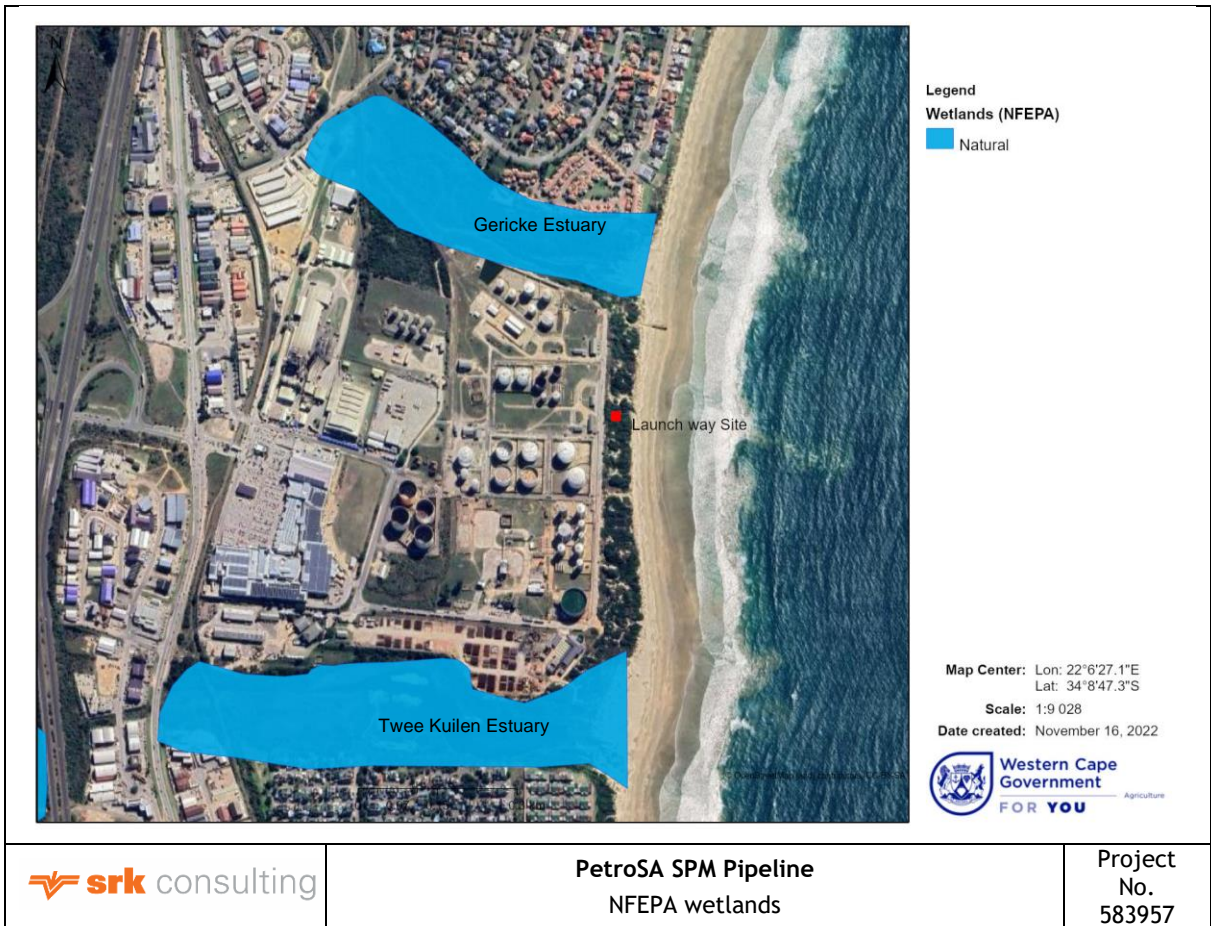 N
Gericke Estuary
Launch way Site
Twee Kuilen Estuary
Legend
Wetlands (NFEPA)
Natural
Map Center: Lon: 22°6'27.1"E
Lat: 34°8'47.3"S
Scale: 1:9 028
Date created: November 16, 2022
Western Cape
Government
Agriculture
FOR YOU
srk consulting
PetroSA SPM Pipeline
NFEPA wetlands
Project
No.
583957